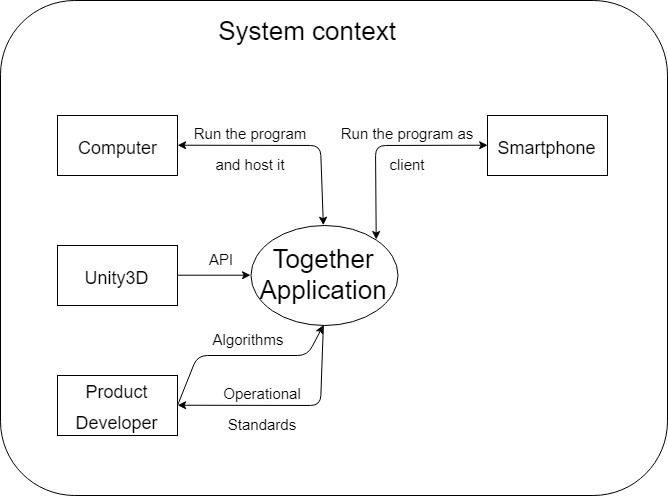 System context
Run the program
and host it
Run the program as
client
Computer
Smartphone
API
Unity3D
Together
Application
Algorithms
Product
Developer
Operational
Standards